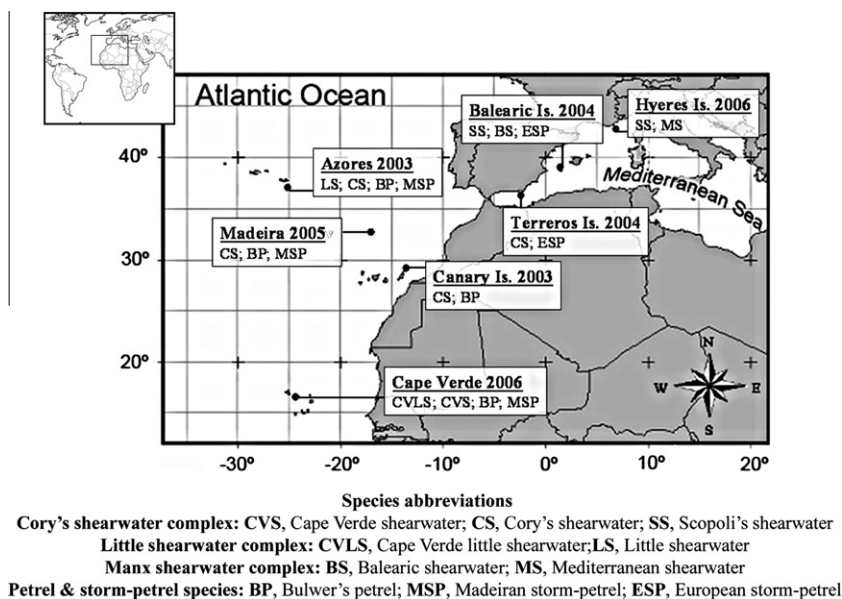 Atlantic Ocean
Balearic Is. 2004
SS; BS; ESP
Hyeres Is. 2006
SS; MS
Azores 2003
LS; CS; BP; MSP
Mediterranean Sea
Madeira 2005
CS; BP; MSP
Terreros Is. 2004
CS; ESP
Canary Is. 2003
CS; BP
Cape Verde 2006
CVLS; CVS; BP; MSP
40º
30º
20º
N
W E
S
-30º -20º -10º 0º 10º 20º
Species abbreviations
Cory's shearwater complex: CVS, Cape Verde shearwater; CS, Cory's shearwater; SS, Scopoli's shearwater
Little shearwater complex: CVLS, Cape Verde little shearwater;LS, Little shearwater
Manx shearwater complex: BS, Balearic shearwater; MS, Mediterranean shearwater
Petrel & storm-petrel species: BP, Bulwer's petrel; MSP, Madeiran storm-petrel; ESP, European storm-petrel